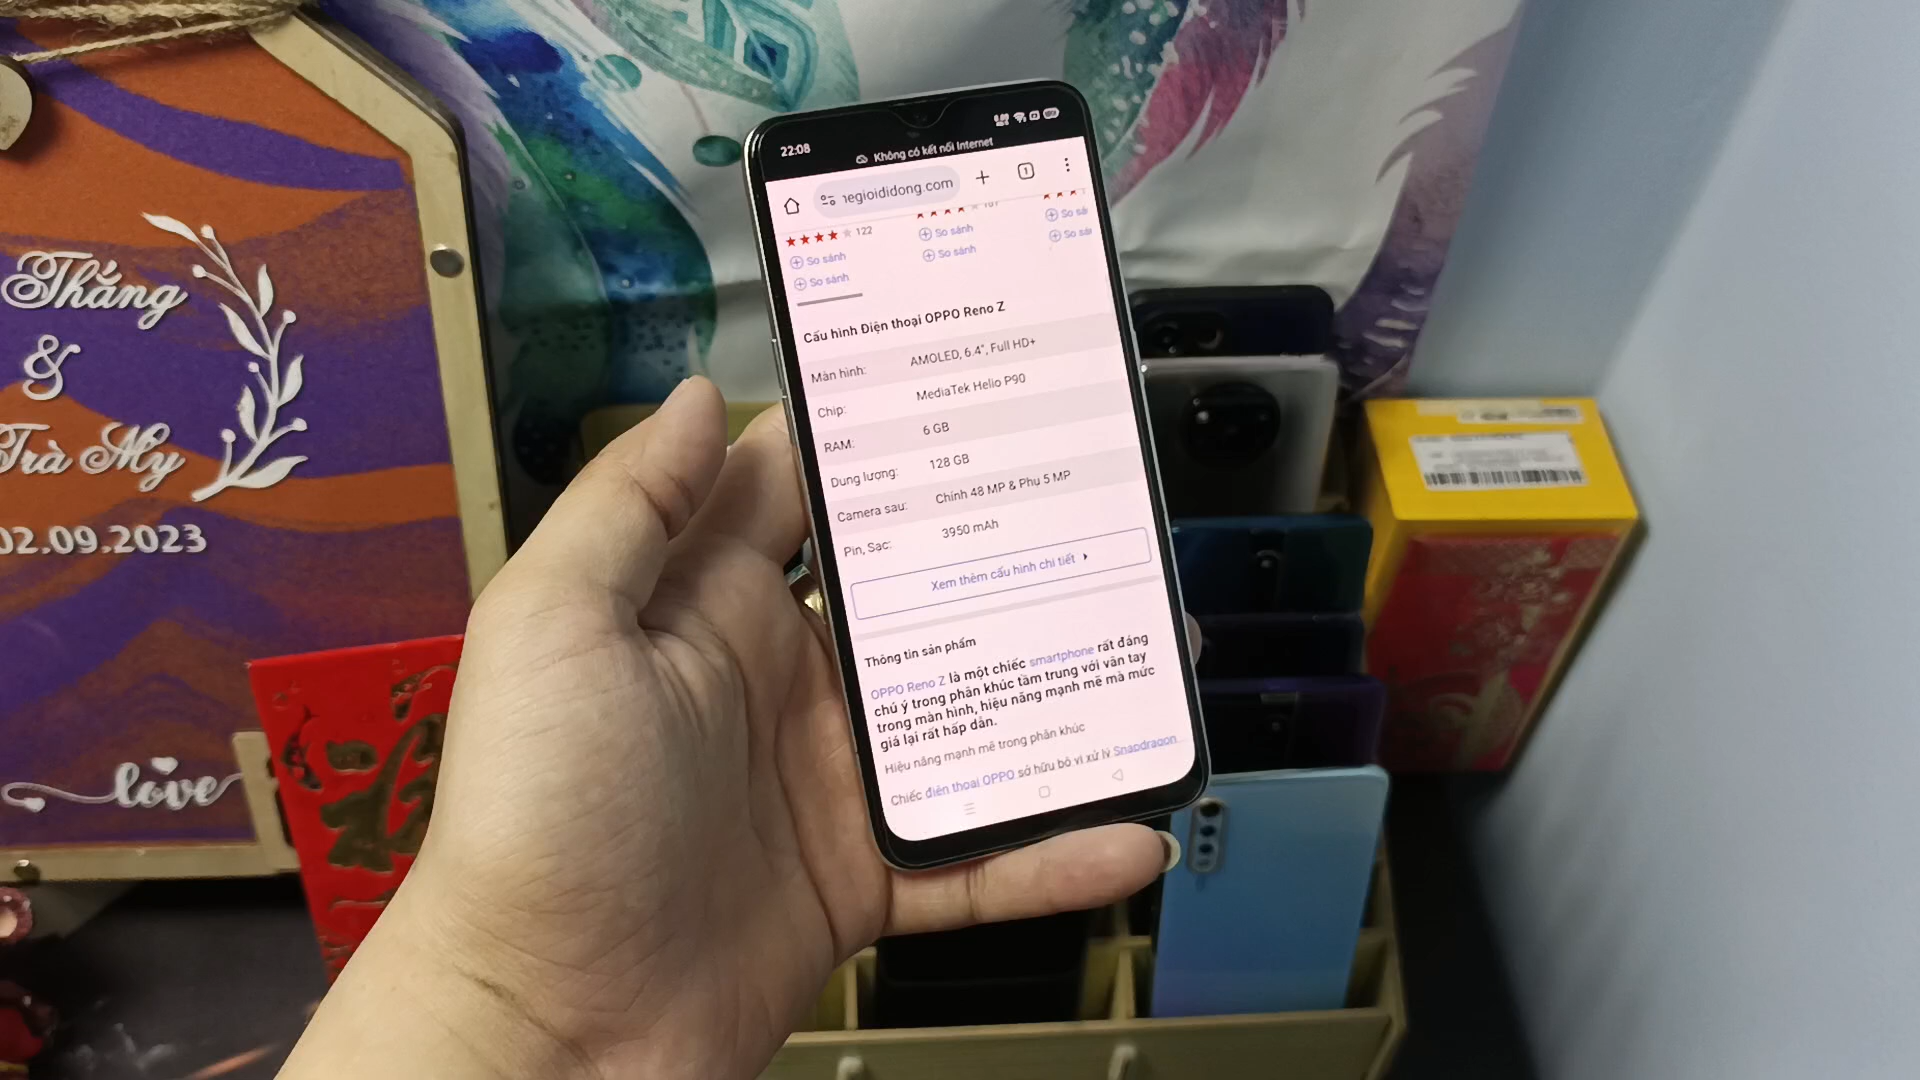 Thắng
&
Trà My
02.09.2023
love
22:08
Không có kết nối Internet
egioididong.com
1
122
So sánh
So sánh
So sánh
So sánh
Cấu hình Điện thoại OPPO Reno Z
Màn hình: AMOLED, 6.4", Full HD+
Chip: MediaTek Helio P90
RAM: 6 GB
Dung lượng: 128 GB
Camera sau: Chính 48 MP & Phụ 5 MP
Pin, Sạc: 3950 mAh
Xem thêm cấu hình chi tiết
Thông tin sản phẩm
OPPO Reno Z là một chiếc smartphone rất đáng
chú ý trong phân khúc tầm trung với vân tay
trong màn hình, hiệu năng mạnh mẽ mà mức
giá lại rất hấp dẫn.
Hiệu năng mạnh mẽ trong phân khúc
Chiếc điện thoại OPPO sở hữu bộ vi xử lý Snapdragon